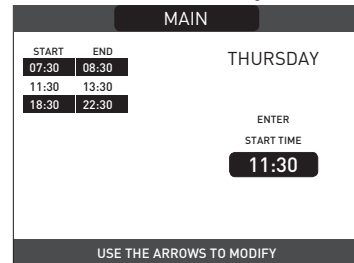 MAIN
START END
07:30 08:30
11:30 13:30
18:30 22:30
THURSDAY
ENTER
START TIME
11:30
USE THE ARROWS TO MODIFY